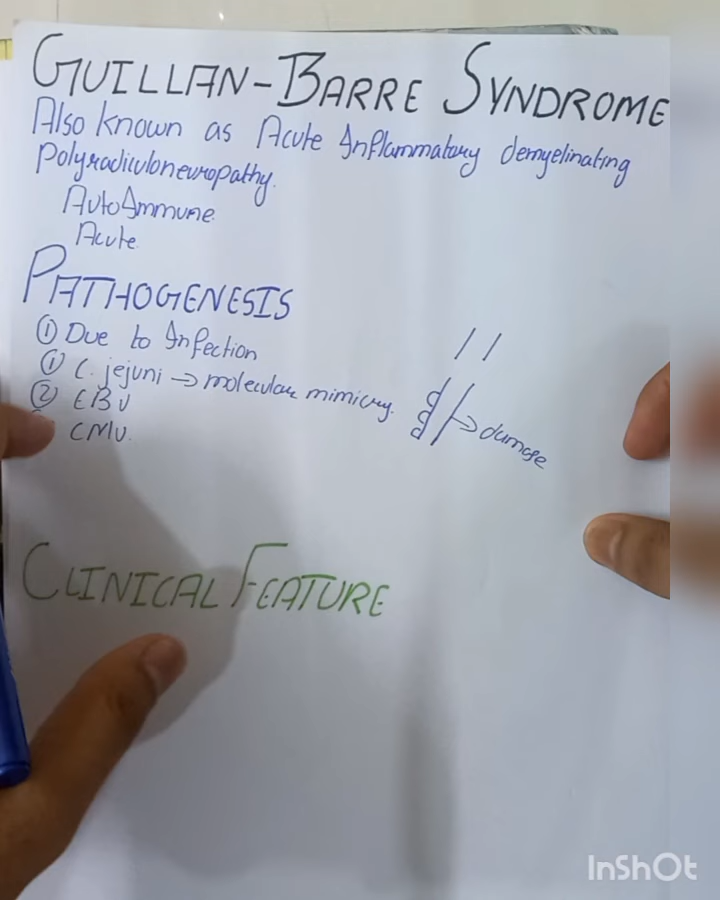 GUILLAN-BARRE SYNDROME
Also known as Acute Inflammatory demyelinating
Polyradiculoneuropathy.
AutoImmune
Acute
PATHOGENESIS
① Due to Infection
① C. jejuni → molecular mimicry.
② EBV
CMV.
→ damage
CLINICAL FEATURE
InShOt